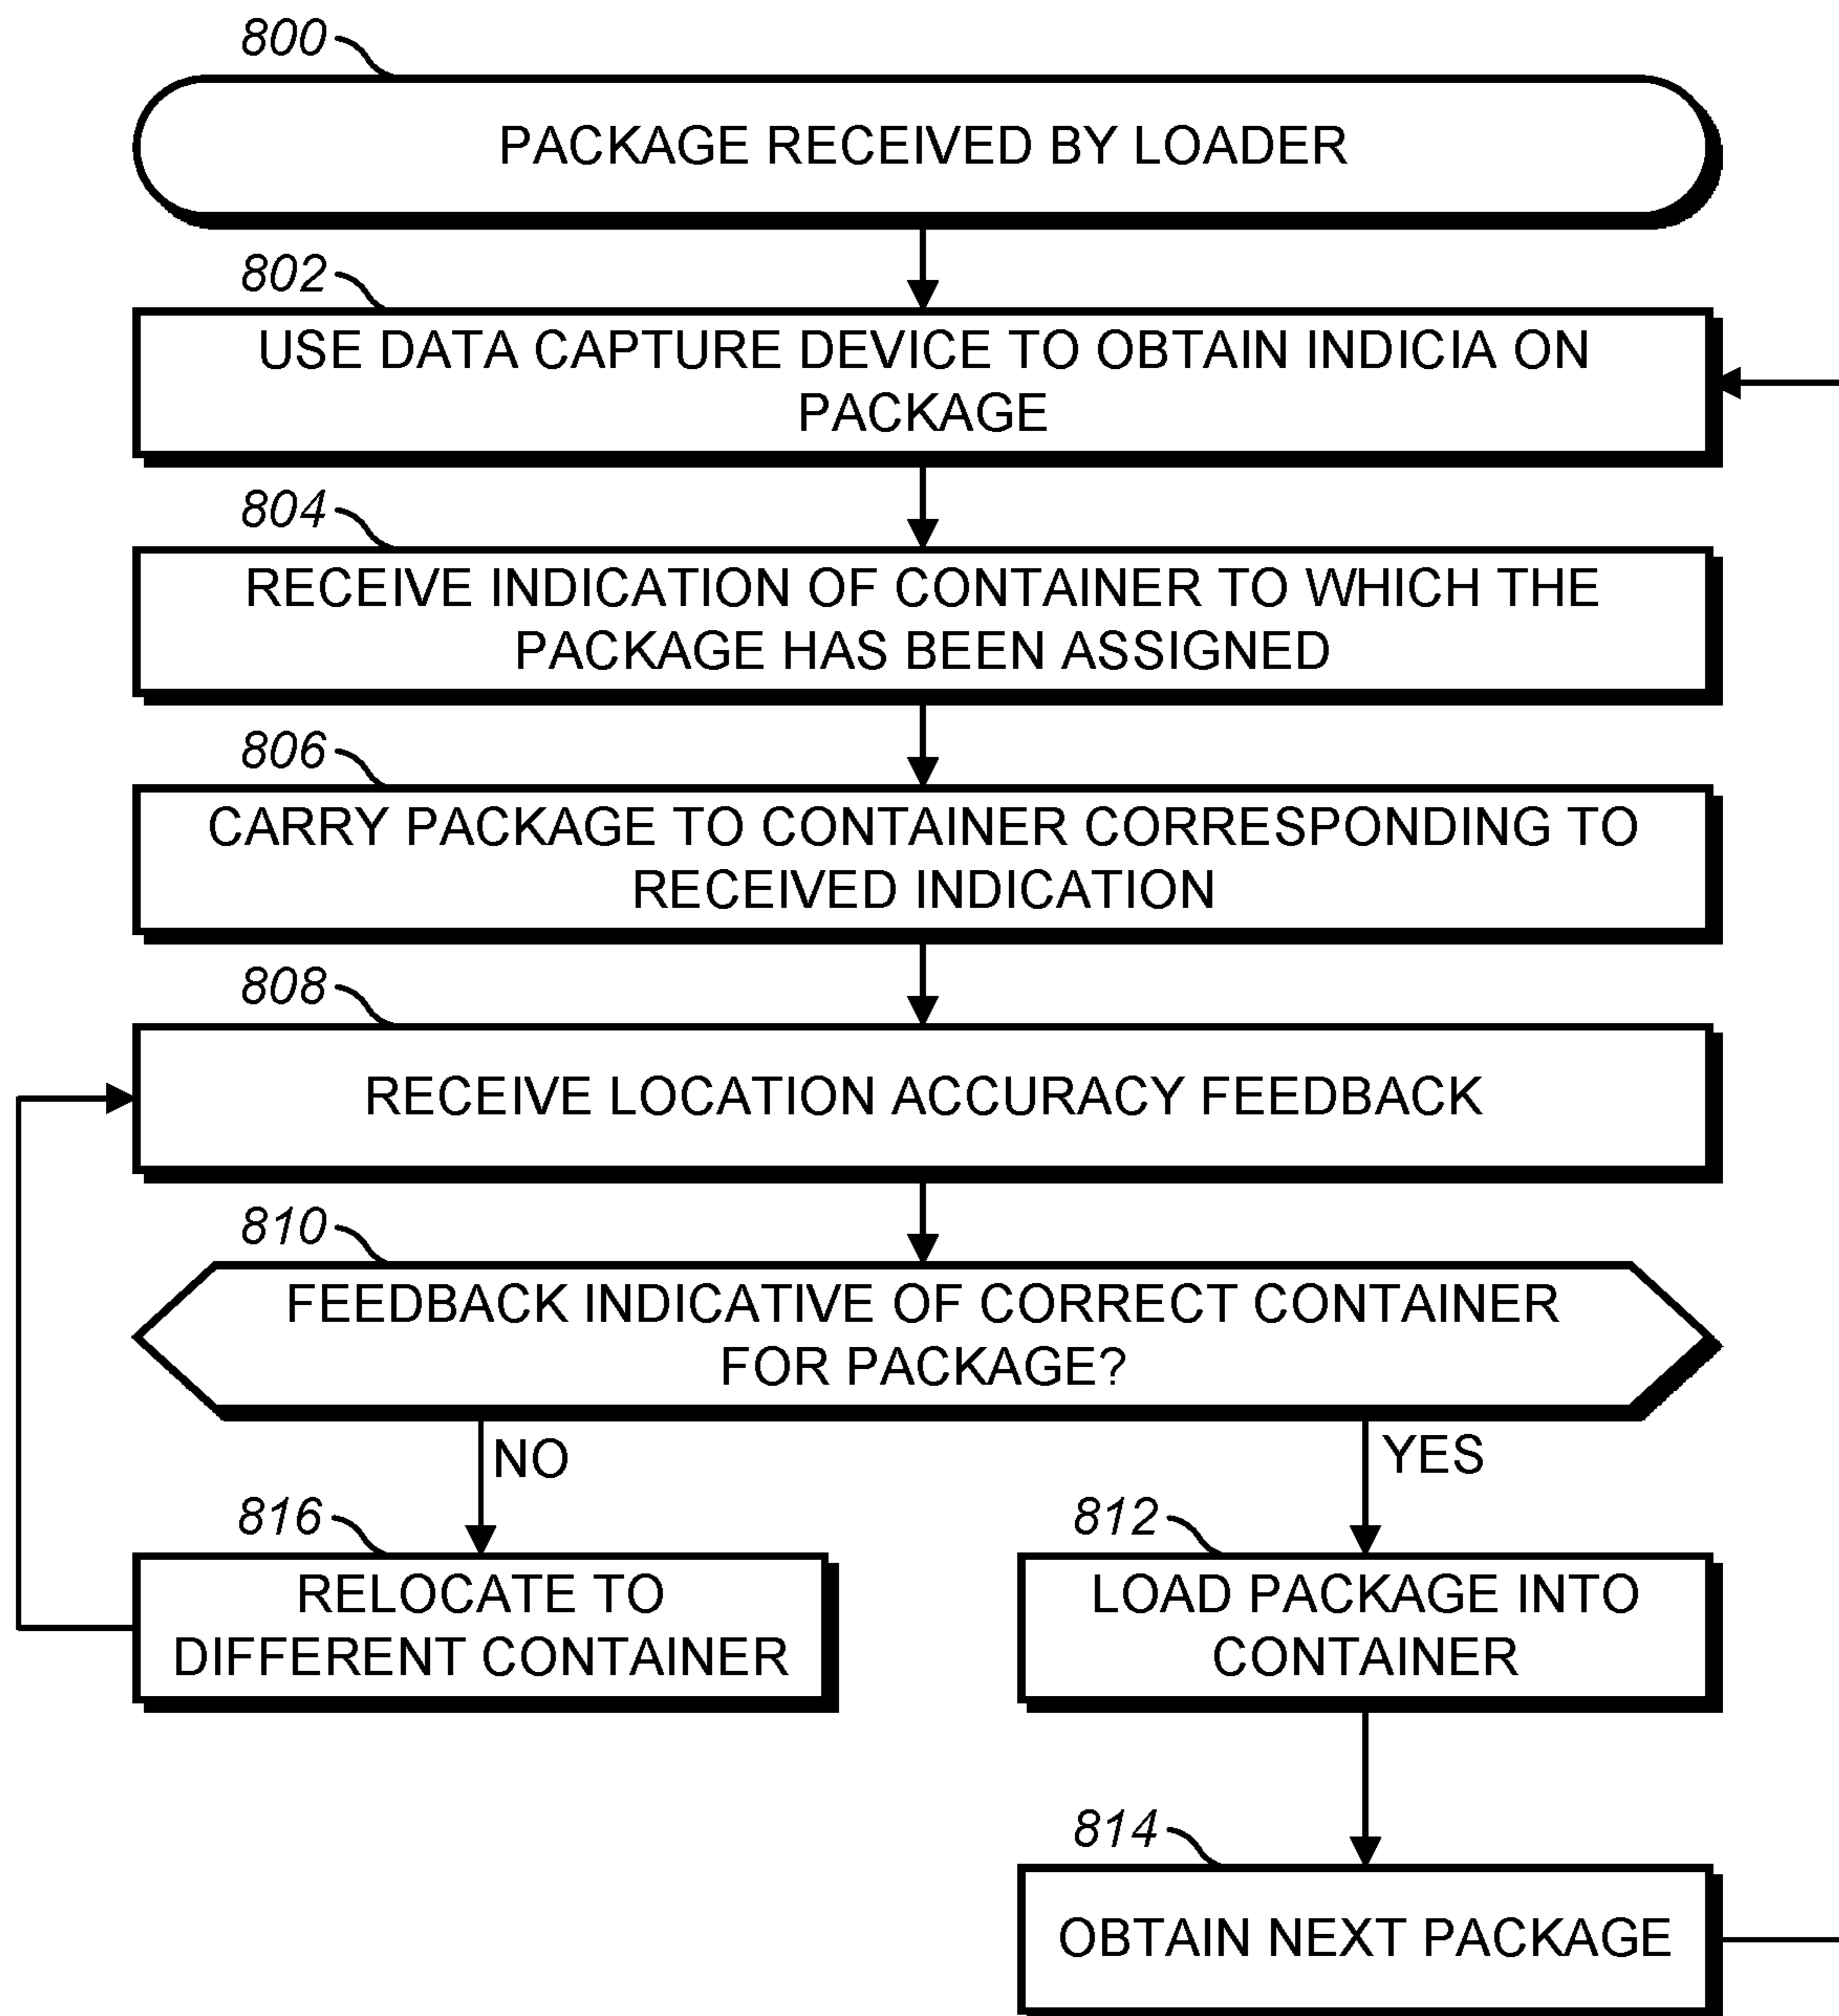 800
PACKAGE RECEIVED BY LOADER
802
USE DATA CAPTURE DEVICE TO OBTAIN INDICIA ON
PACKAGE
804
RECEIVE INDICATION OF CONTAINER TO WHICH THE
PACKAGE HAS BEEN ASSIGNED
806
CARRY PACKAGE TO CONTAINER CORRESPONDING TO
RECEIVED INDICATION
808
RECEIVE LOCATION ACCURACY FEEDBACK
810
FEEDBACK INDICATIVE OF CORRECT CONTAINER
FOR PACKAGE?
NO
YES
816
RELOCATE TO
DIFFERENT CONTAINER
812
LOAD PACKAGE INTO
CONTAINER
814
OBTAIN NEXT PACKAGE